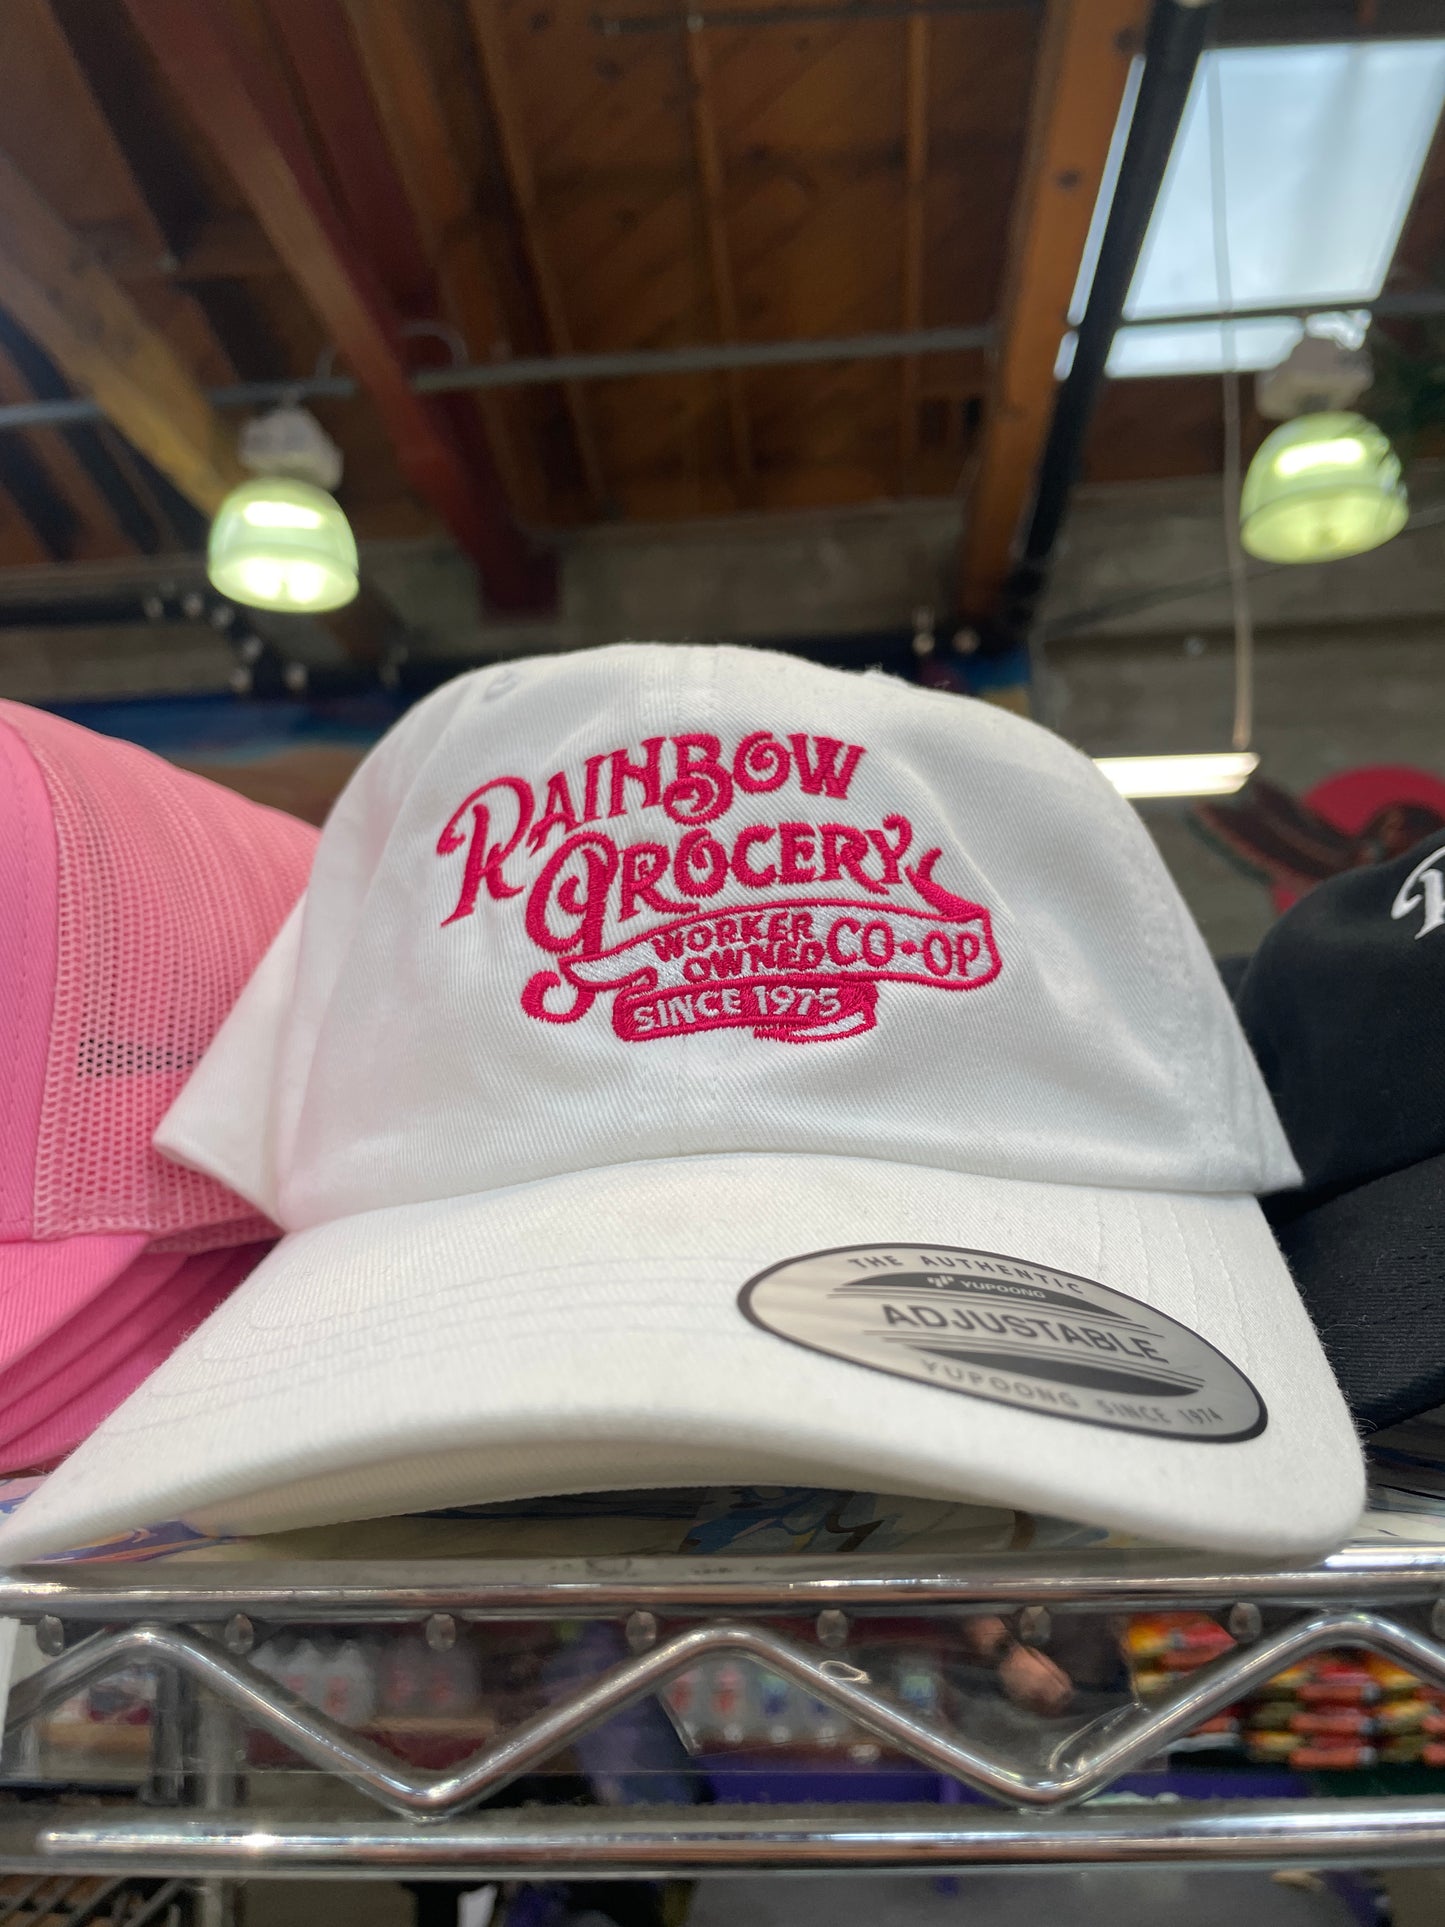 RAINBOW
GROCERY
WORKER
OWNED CO-OP
SINCE 1975
THE AUTHENTIC
YUPOONG
ADJUSTABLE
YUPOONG SINCE 1974